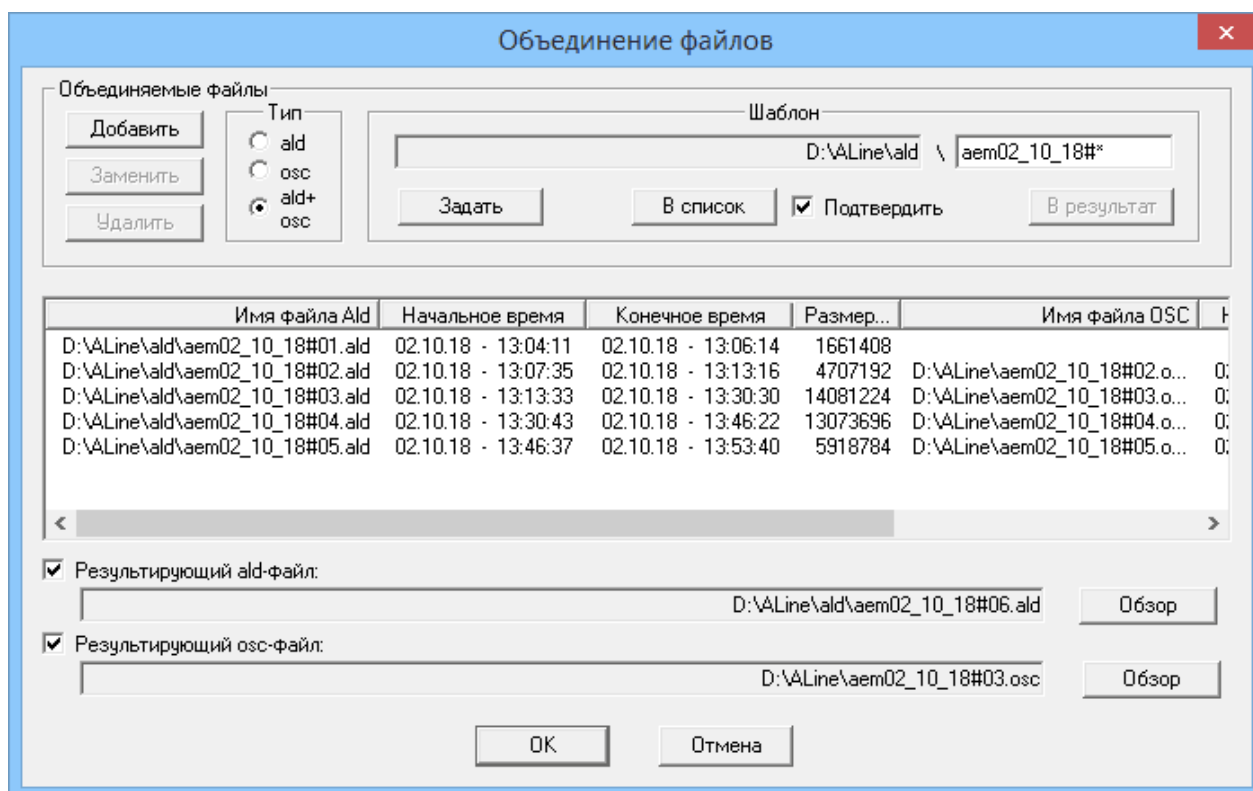 Объединение файлов
Объединяемые файлы
Добавить
Заменить
Удалить
Тип
ald
osc
ald+
osc
Шаблон
D:\ALine\ald \ aem02_10_18#*
Задать В список Подтвердить В результат
Имя файла Ald Начальное время Конечное время Размер... Имя файла OSC
D:\ALine\ald\aem02_10_18#01.ald 02.10.18 - 13:04:11 02.10.18 - 13:06:14 1661408
D:\ALine\ald\aem02_10_18#02.ald 02.10.18 - 13:07:35 02.10.18 - 13:13:16 4707192 D:\ALine\aem02_10_18#02.o...
D:\ALine\ald\aem02_10_18#03.ald 02.10.18 - 13:13:33 02.10.18 - 13:30:30 14081224 D:\ALine\aem02_10_18#03.o...
D:\ALine\ald\aem02_10_18#04.ald 02.10.18 - 13:30:43 02.10.18 - 13:46:22 13073696 D:\ALine\aem02_10_18#04.o...
D:\ALine\ald\aem02_10_18#05.ald 02.10.18 - 13:46:37 02.10.18 - 13:53:40 5918784 D:\ALine\aem02_10_18#05.o...
Результирующий ald-файл:
D:\ALine\ald\aem02_10_18#06.ald Обзор
Результирующий osc-файл:
D:\ALine\aem02_10_18#03.osc Обзор
OK Отмена